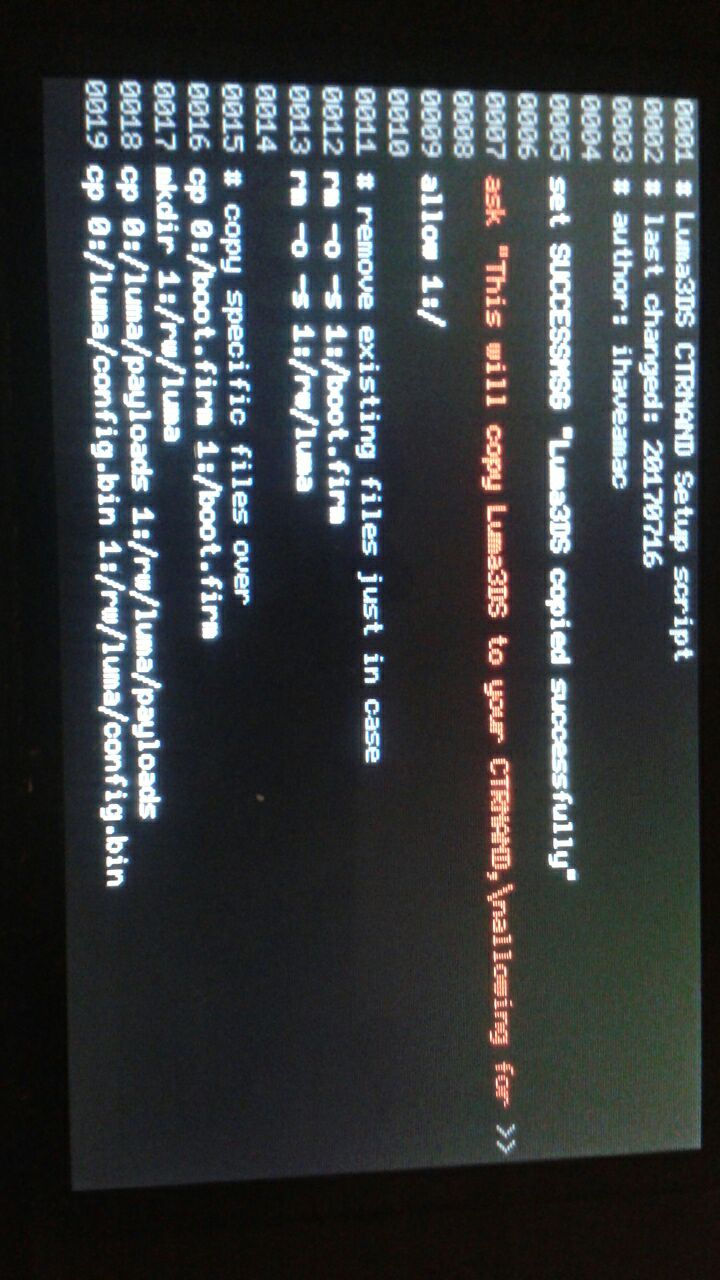 0001 # Luma3DS CTRNAND Setup script
0002 # last changed: 20170716
0003 # author: ihaveamac
0004
0005 set SUCCESSMSG "Luma3DS copied successfully"
0006
0007 ask "This will copy Luma3DS to your CTRNAND,\nallowing for >>
0008
0009 allow 1:/
0010
0011 # remove existing files just in case
0012 rm -o -s 1:/boot.firm
0013 rm -o -s 1:/rw/luma
0014
0015 # copy specific files over
0016 cp 0:/boot.firm 1:/boot.firm
0017 mkdir 1:/rw/luma
0018 cp 0:/luma/payloads 1:/rw/luma/payloads
0019 cp 0:/luma/config.bin 1:/rw/luma/config.bin